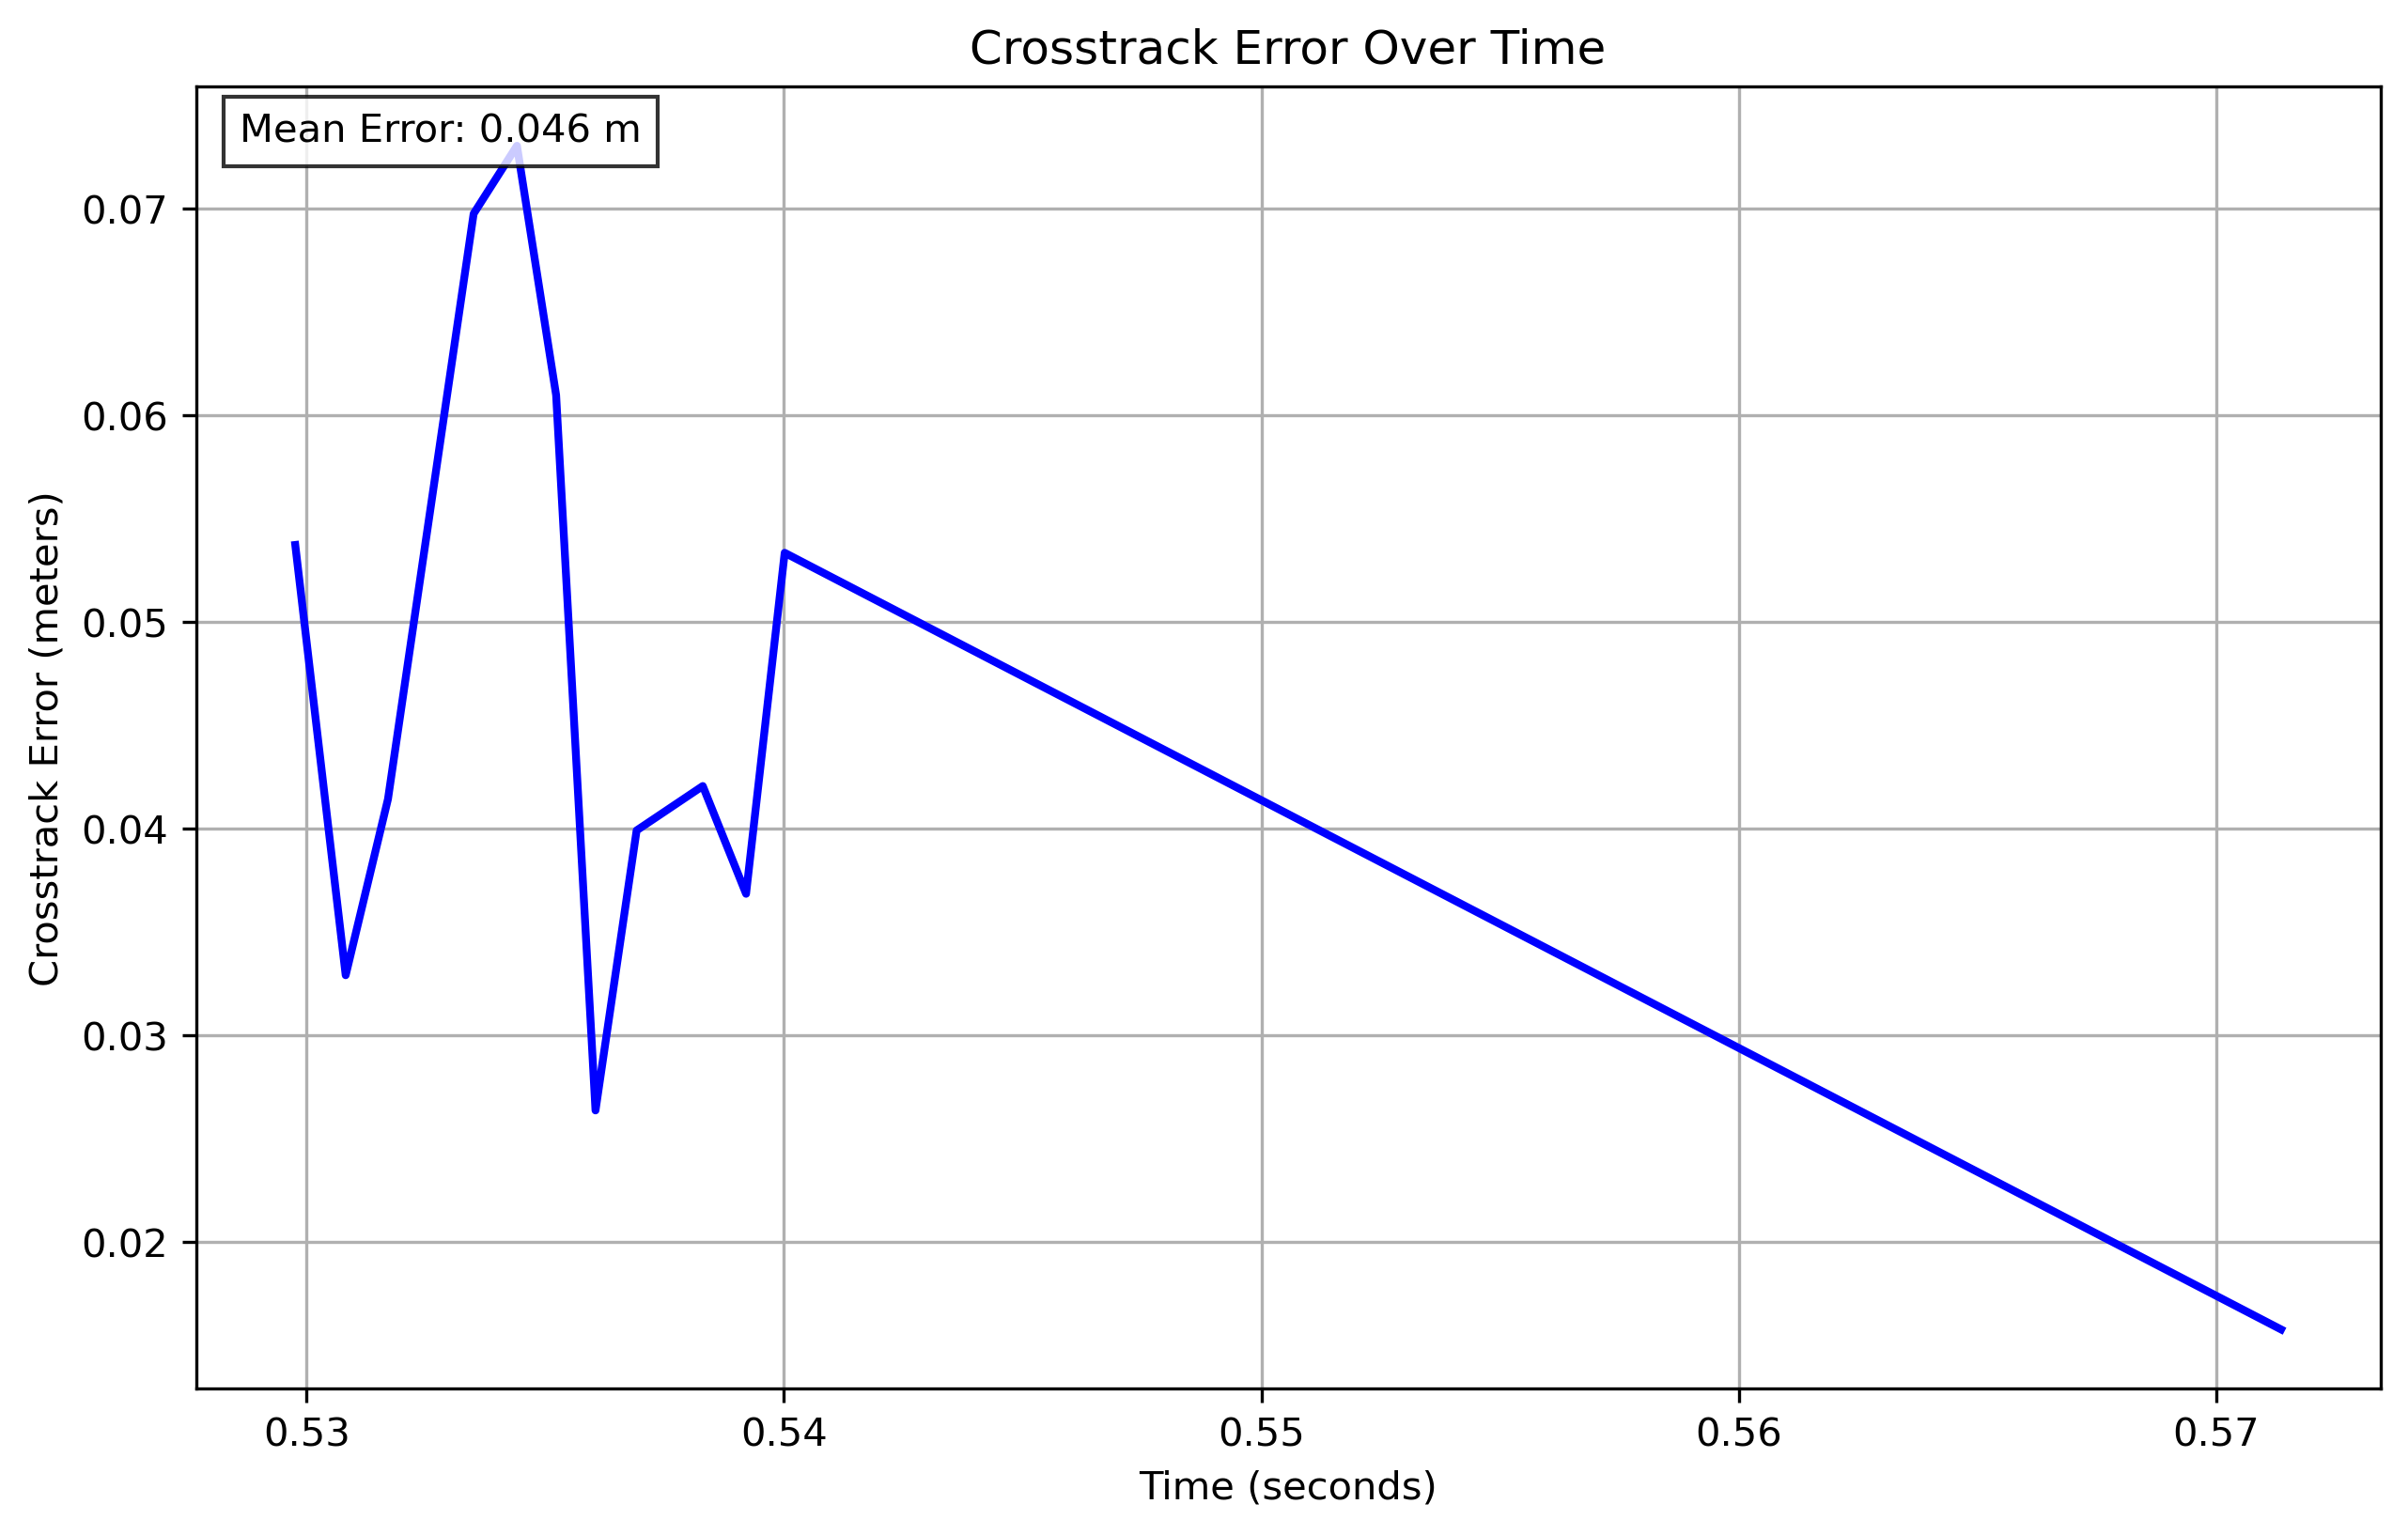 Crosstrack Error Over Time
Mean Error: 0.046 m
Crosstrack Error (meters)
0.07
0.06
0.05
0.04
0.03
0.02
0.53 0.54 0.55 0.56 0.57
Time (seconds)